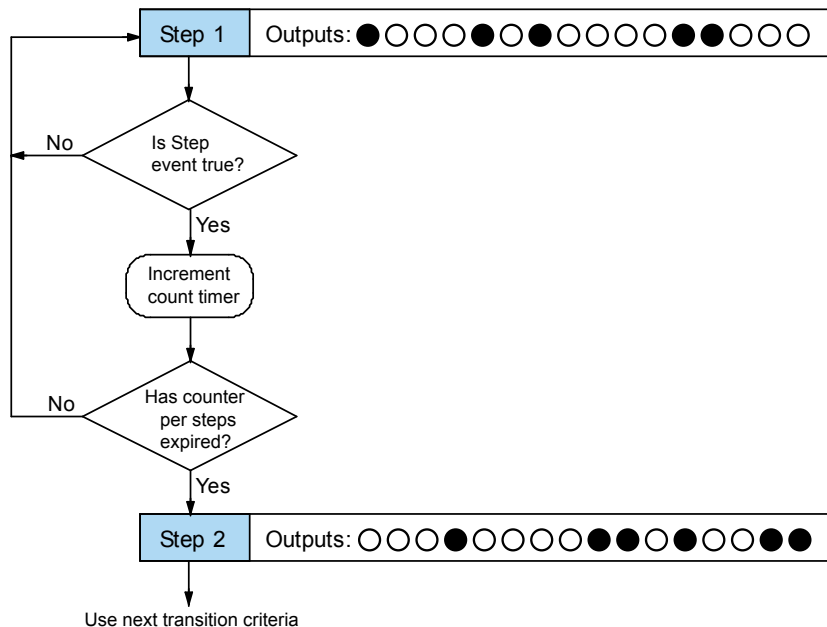 Step 1
Outputs:
No
Is Step
event true?
Yes
Increment
count timer
No
Has counter
per steps
expired?
Yes
Step 2
Outputs:
Use next transition criteria